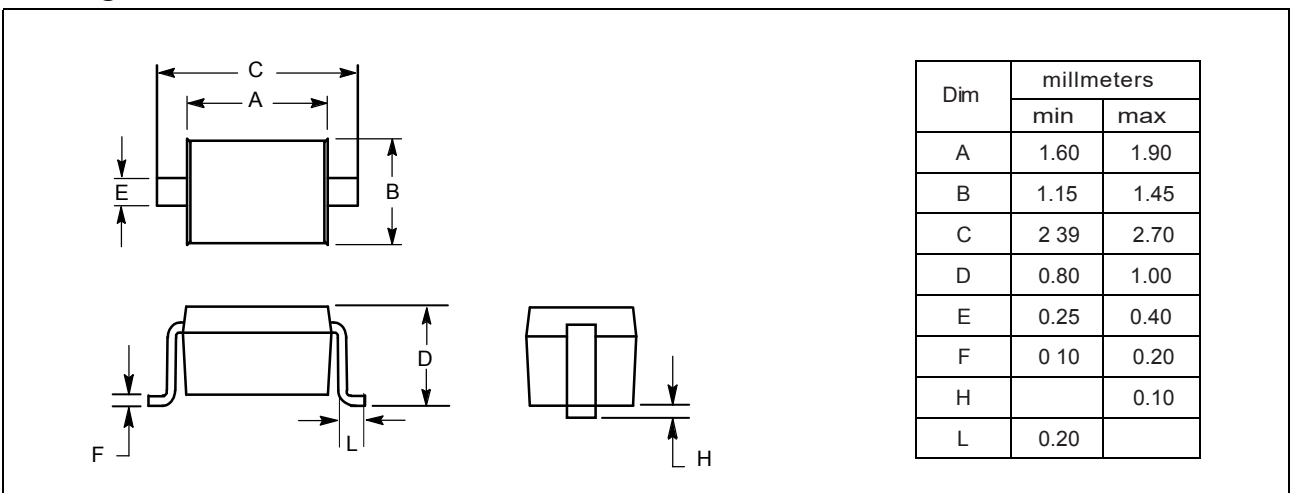 C
A
E
B
D
F
L
H
Dim millmeters
min max
A 1.60 1.90
B 1.15 1.45
C 2 39 2.70
D 0.80 1.00
E 0.25 0.40
F 0 10 0.20
H 0.10
L 0.20